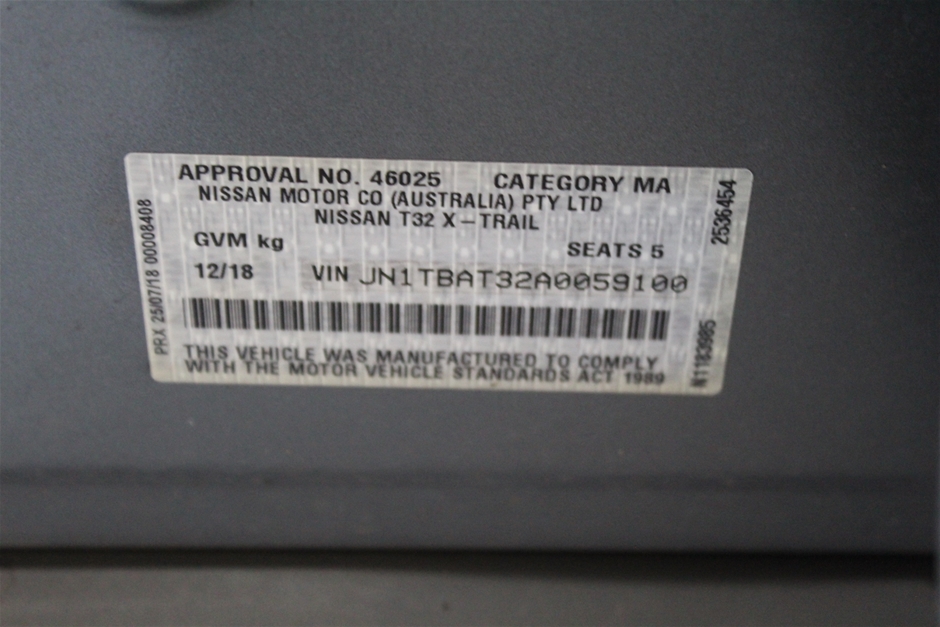 APPROVAL NO. 46025 CATEGORY MA
NISSAN MOTOR CO (AUSTRALIA) PTY LTD
NISSAN T32 X-TRAIL
GVM kg SEATS 5
12/18 VIN JN1TBAT32A0059100
THIS VEHICLE WAS MANUFACTURED TO COMPLY
WITH THE MOTOR VEHICLE STANDARDS ACT 1989
PRX 25/07/18 00008408
2536454
N1183985